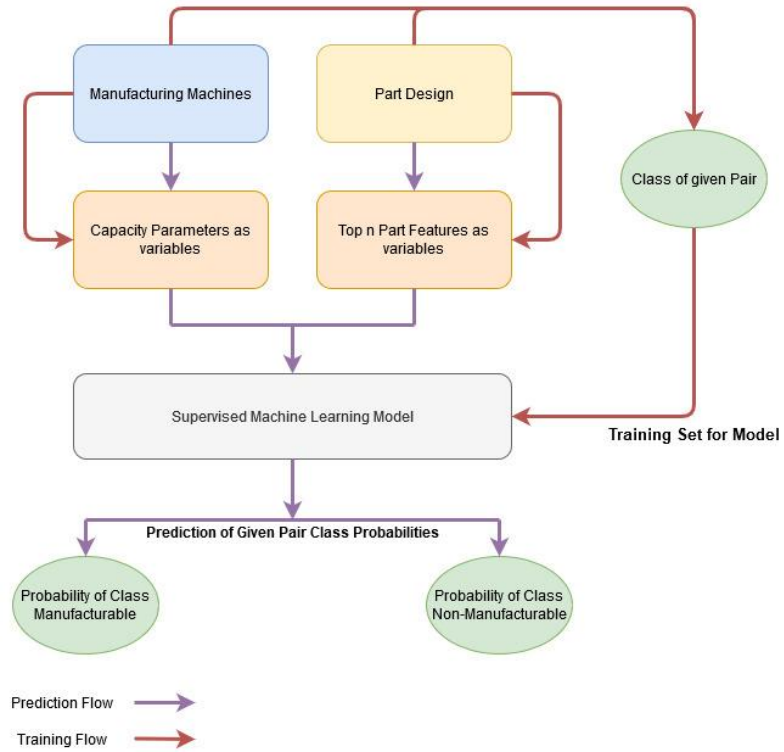 Manufacturing Machines
Part Design
Class of given Pair
Capacity Parameters as
variables
Top n Part Features as
variables
Supervised Machine Learning Model
Training Set for Model
Prediction of Given Pair Class Probabilities
Probability of Class
Manufacturable
Probability of Class
Non-Manufacturable
Prediction Flow
Training Flow